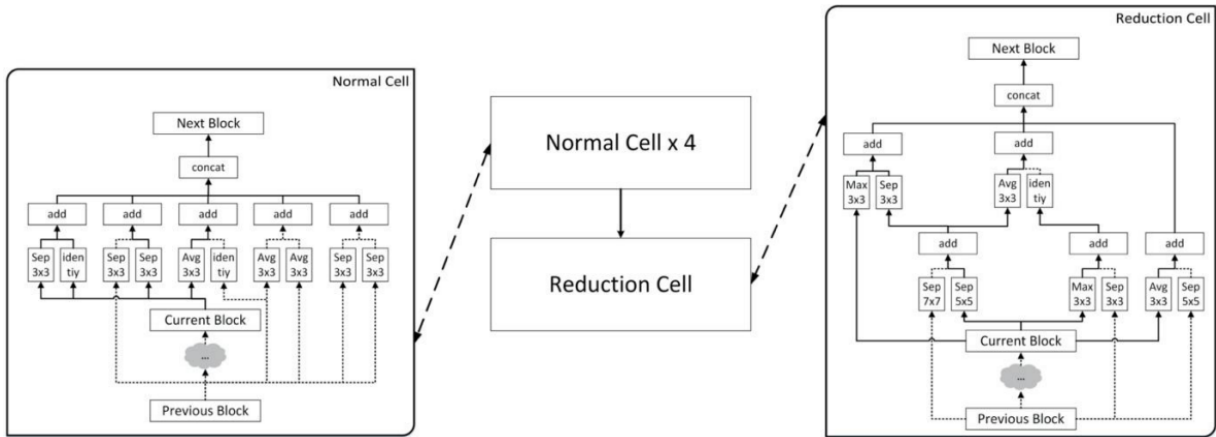 Normal Cell
Next Block
concat
add add add add add
Sep 3x3 iden tiy Sep 3x3 Sep 3x3 Avg 3x3 iden tiy Avg 3x3 Avg 3x3 Sep 3x3 Sep 3x3
Current Block
...
Previous Block
Normal Cell x 4
Reduction Cell
Reduction Cell
Next Block
concat
add add
Max 3x3 Sep 3x3 Avg 3x3 iden tiy
add add add
Sep 7x7 Sep 5x5 Max 3x3 Sep 3x3 Avg 3x3 Sep 5x5
Current Block
...
Previous Block